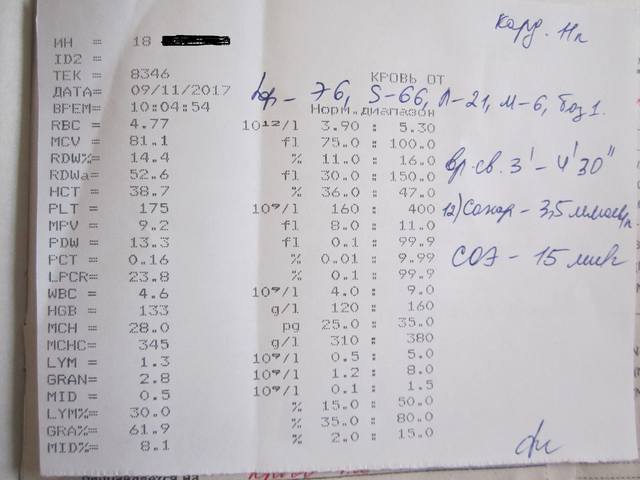 кард. Нп
ИН = 18
ID2 =
ТЕК = 8346 КРОВЬ ОТ
ДАТА= 09/11/2017 76, S-66, Л-21, М-6, Eoз 1.
ВРЕМ= 10:04:54 Норм.диапазон
RBC = 4.77 10¹²/l 3.90 : 5.30
MCV = 81.1 fl 75.0 : 100.0
RDW%= 14.4 % 11.0 : 16.0
вр. св. 3' - 4'30"
RDWa= 52.6 fl 30.0 : 150.0
HCT = 38.7 % 36.0 : 47.0
PLT = 175 10⁹/l 160 : 400
12) Сахар - 3,5 ммоль/л
MPV = 9.2 fl 8.0 : 11.0
PDW = 13.3 fl 0.1 : 99.9
PCT = 0.16 % 0.01 : 9.99
СОЭ - 15 мм/ч
LPCR= 23.8 % 0.1 : 99.9
WBC = 4.6 10⁹/l 4.0 : 9.0
HGB = 133 g/l 120 : 160
MCH = 28.0 pg 25.0 : 35.0
MCHC= 345 g/l 310 : 380
LYM = 1.3 10⁹/l 0.5 : 5.0
GRAN= 2.8 10⁹/l 1.2 : 8.0
MID = 0.5 10⁹/l 0.1 : 1.5
LYM%= 30.0 % 15.0 : 50.0
GRA%= 61.9 % 35.0 : 80.0
MID%= 8.1 % 2.0 : 15.0